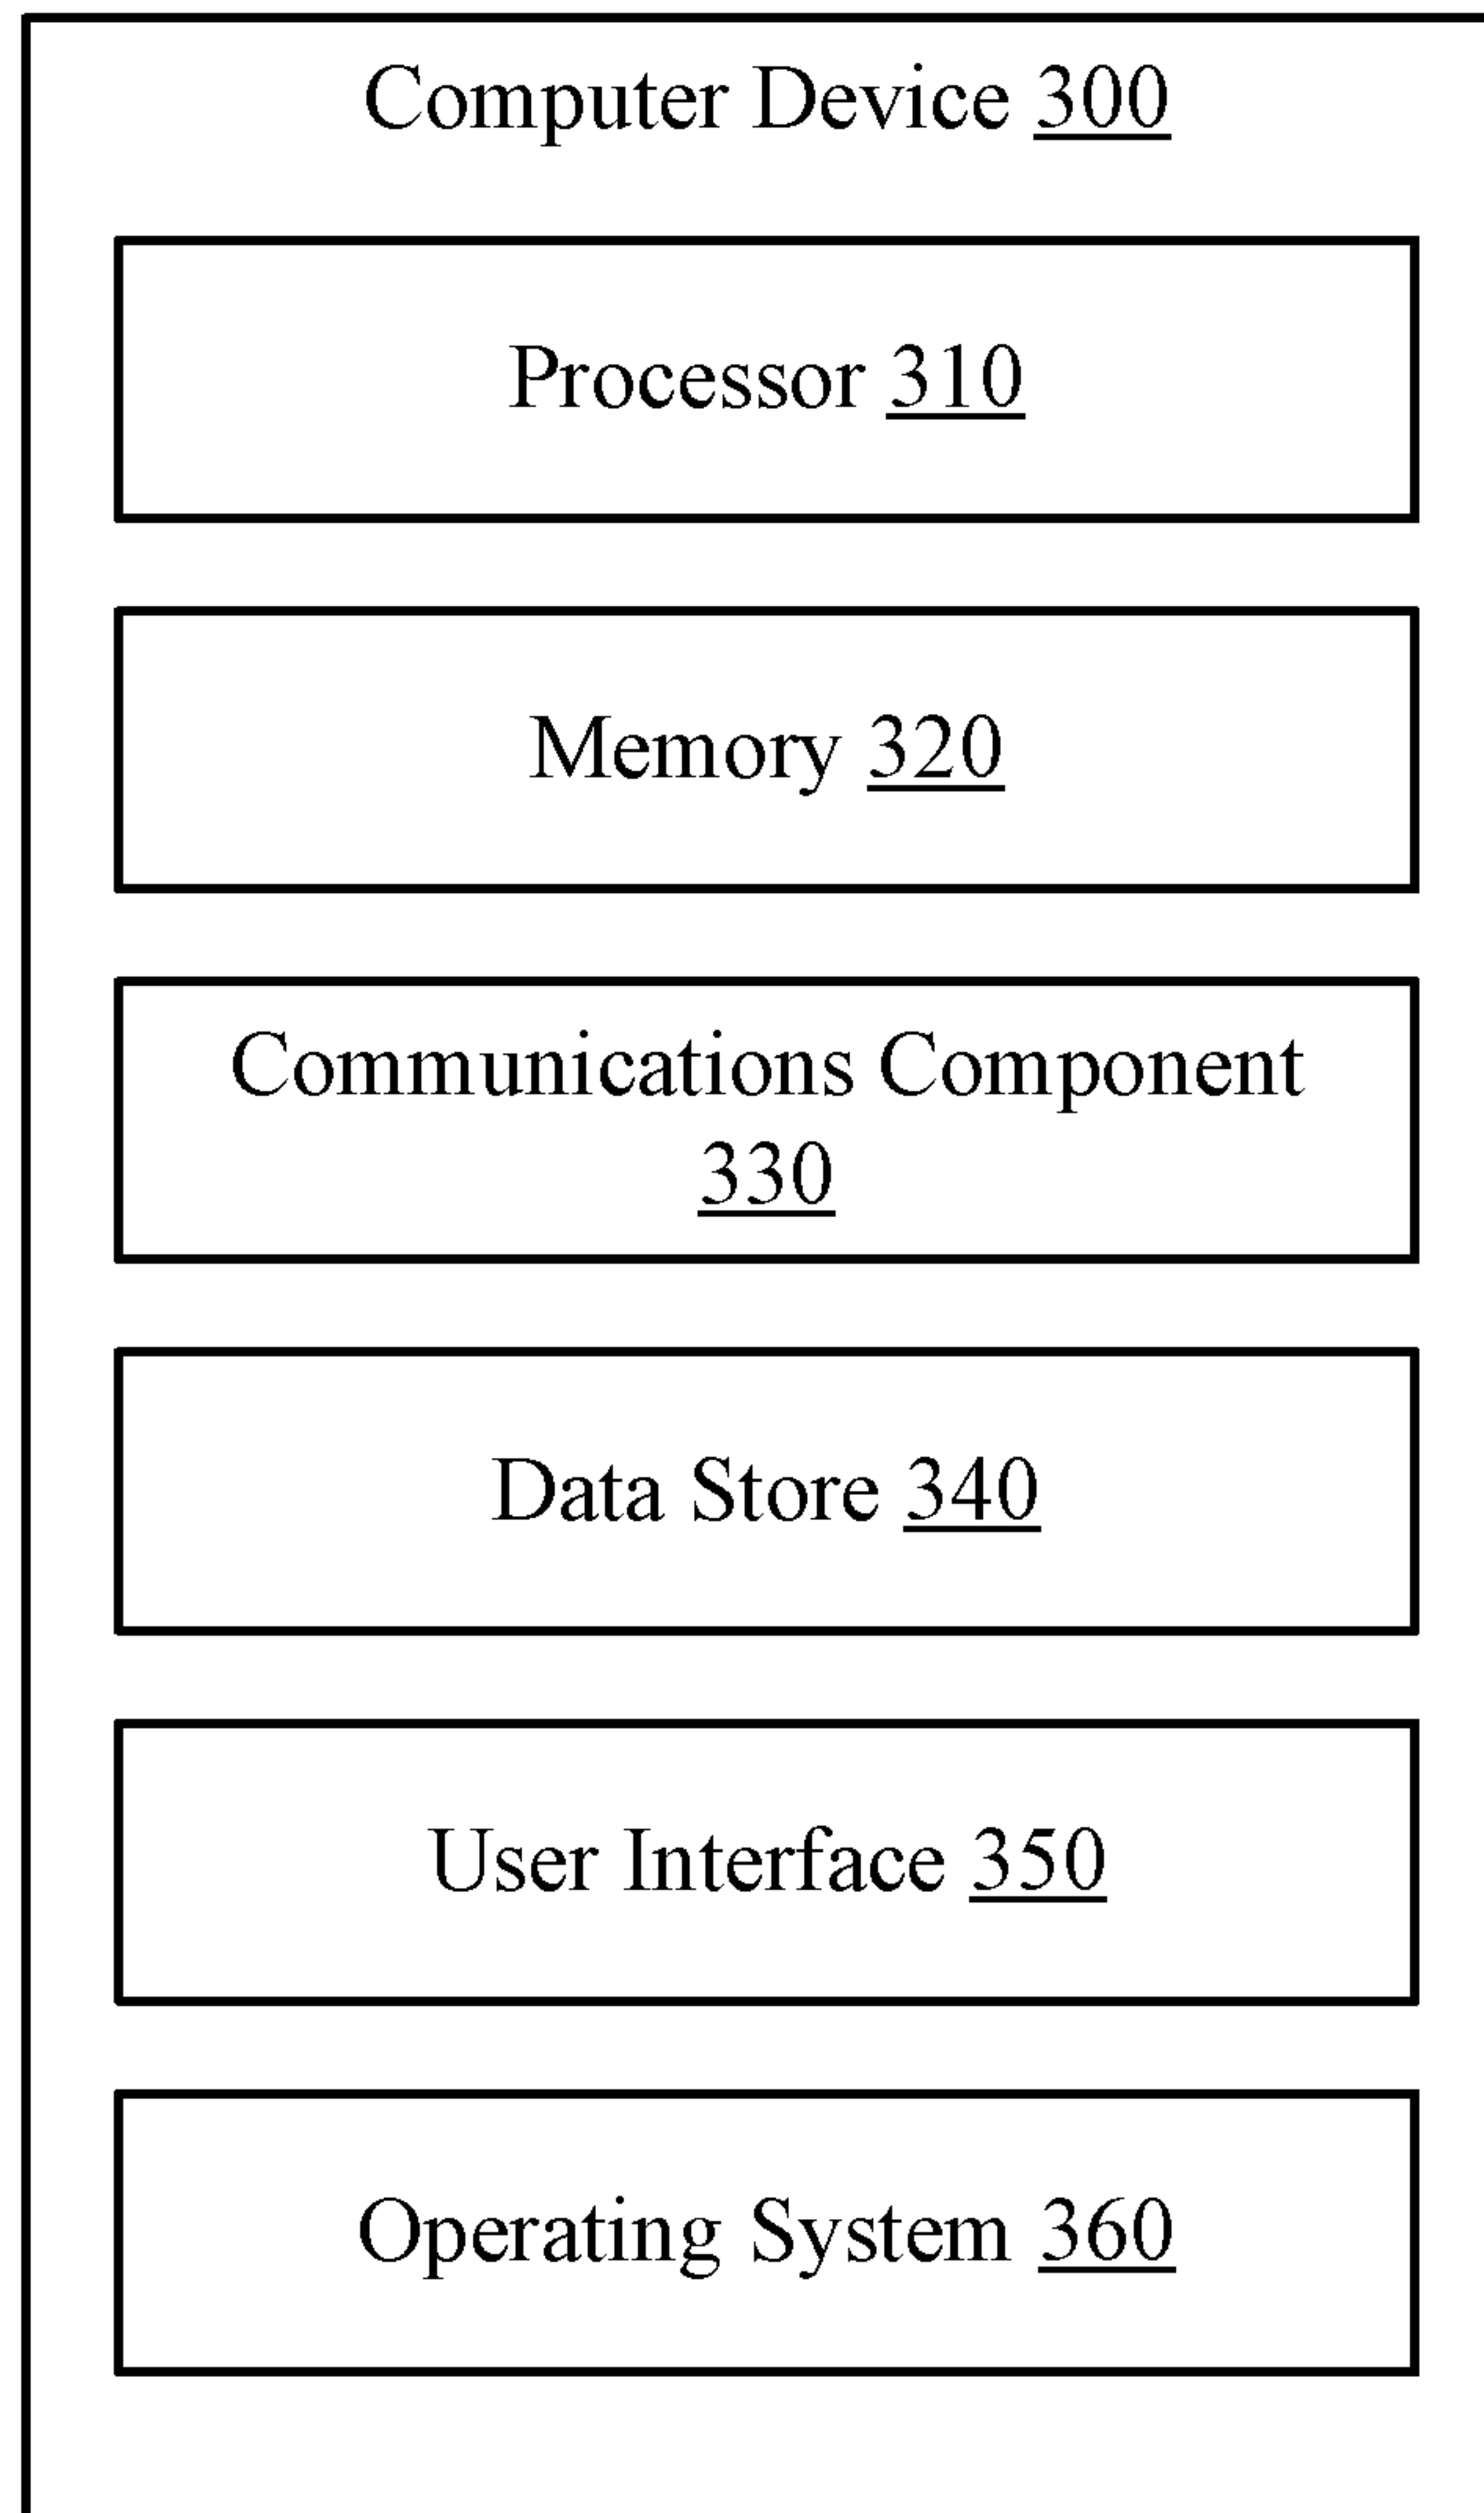 Computer Device 300
Processor 310
Memory 320
Communications Component
330
Data Store 340
User Interface 350
Operating System 360